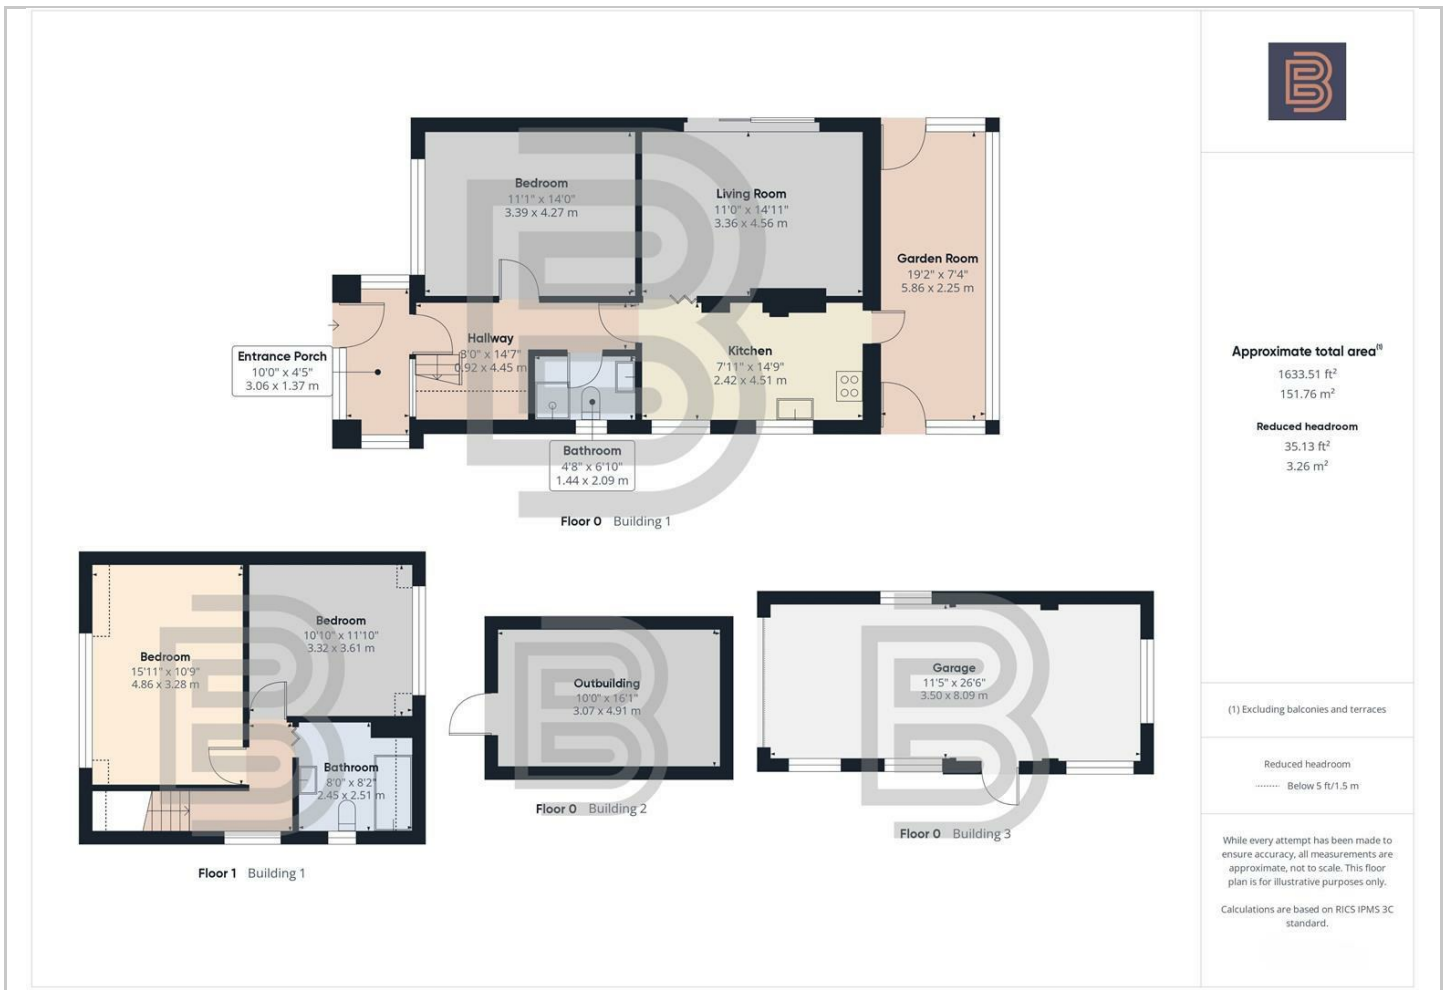 Bedroom
11'1" x 14'0"
3.39 x 4.27 m
Living Room
11'0" x 14'11"
3.36 x 4.56 m
Garden Room
19'2" x 7'4"
5.86 x 2.25 m
Entrance Porch
10'0" x 4'5"
3.06 x 1.37 m
Hallway
3'0" x 14'7"
0.92 x 4.45 m
Kitchen
7'11" x 14'9"
2.42 x 4.51 m
Bathroom
4'8" x 6'10"
1.44 x 2.09 m
Floor 0 Building 1
Bedroom
15'11" x 10'9"
4.86 x 3.28 m
Bedroom
10'10" x 11'10"
3.32 x 3.61 m
Bathroom
8'0" x 8'2"
2.45 x 2.51 m
Floor 1 Building 1
Outbuilding
10'0" x 16'1"
3.07 x 4.91 m
Floor 0 Building 2
Garage
11'5" x 26'6"
3.50 x 8.09 m
Floor 0 Building 3
B
Approximate total area(1)
1633.51 ft²
151.76 m²
Reduced headroom
35.13 ft²
3.26 m²
(1) Excluding balconies and terraces
Reduced headroom
Below 5 ft/1.5 m
While every attempt has been made to
ensure accuracy, all measurements are
approximate, not to scale. This floor
plan is for illustrative purposes only.
Calculations are based on RICS IPMS 3C
standard.